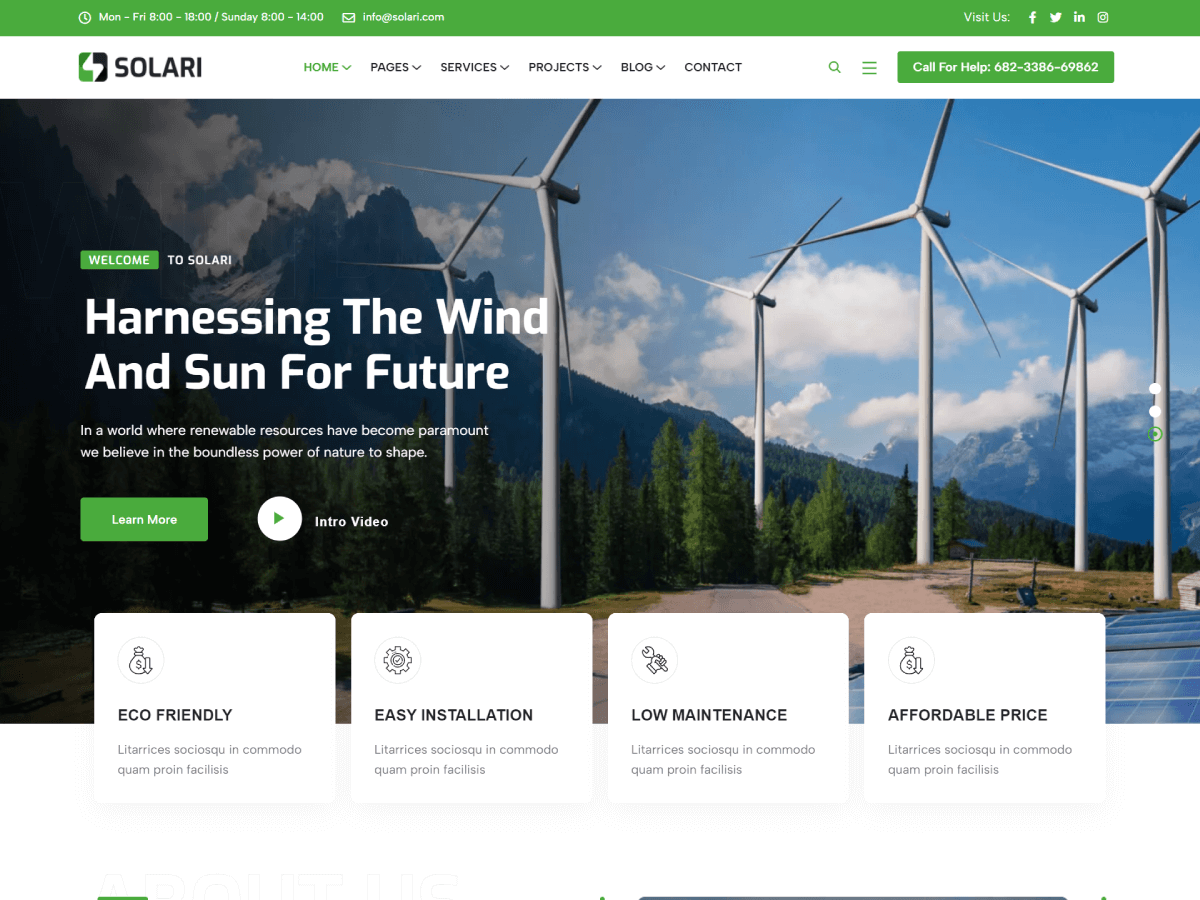 Mon - Fri 8:00 - 18:00 / Sunday 8:00 - 14:00
info@solari.com
Visit Us:
SOLARI
HOME
PAGES
SERVICES
PROJECTS
BLOG
CONTACT
Call For Help: 682-3386-69862
WELCOME TO SOLARI
Harnessing The Wind
And Sun For Future
In a world where renewable resources have become paramount
we believe in the boundless power of nature to shape.
Learn More
Intro Video
ECO FRIENDLY
Litarrices sociosqu in commodo
quam proin facilisis
EASY INSTALLATION
Litarrices sociosqu in commodo
quam proin facilisis
LOW MAINTENANCE
Litarrices sociosqu in commodo
quam proin facilisis
AFFORDABLE PRICE
Litarrices sociosqu in commodo
quam proin facilisis
ABOUT US